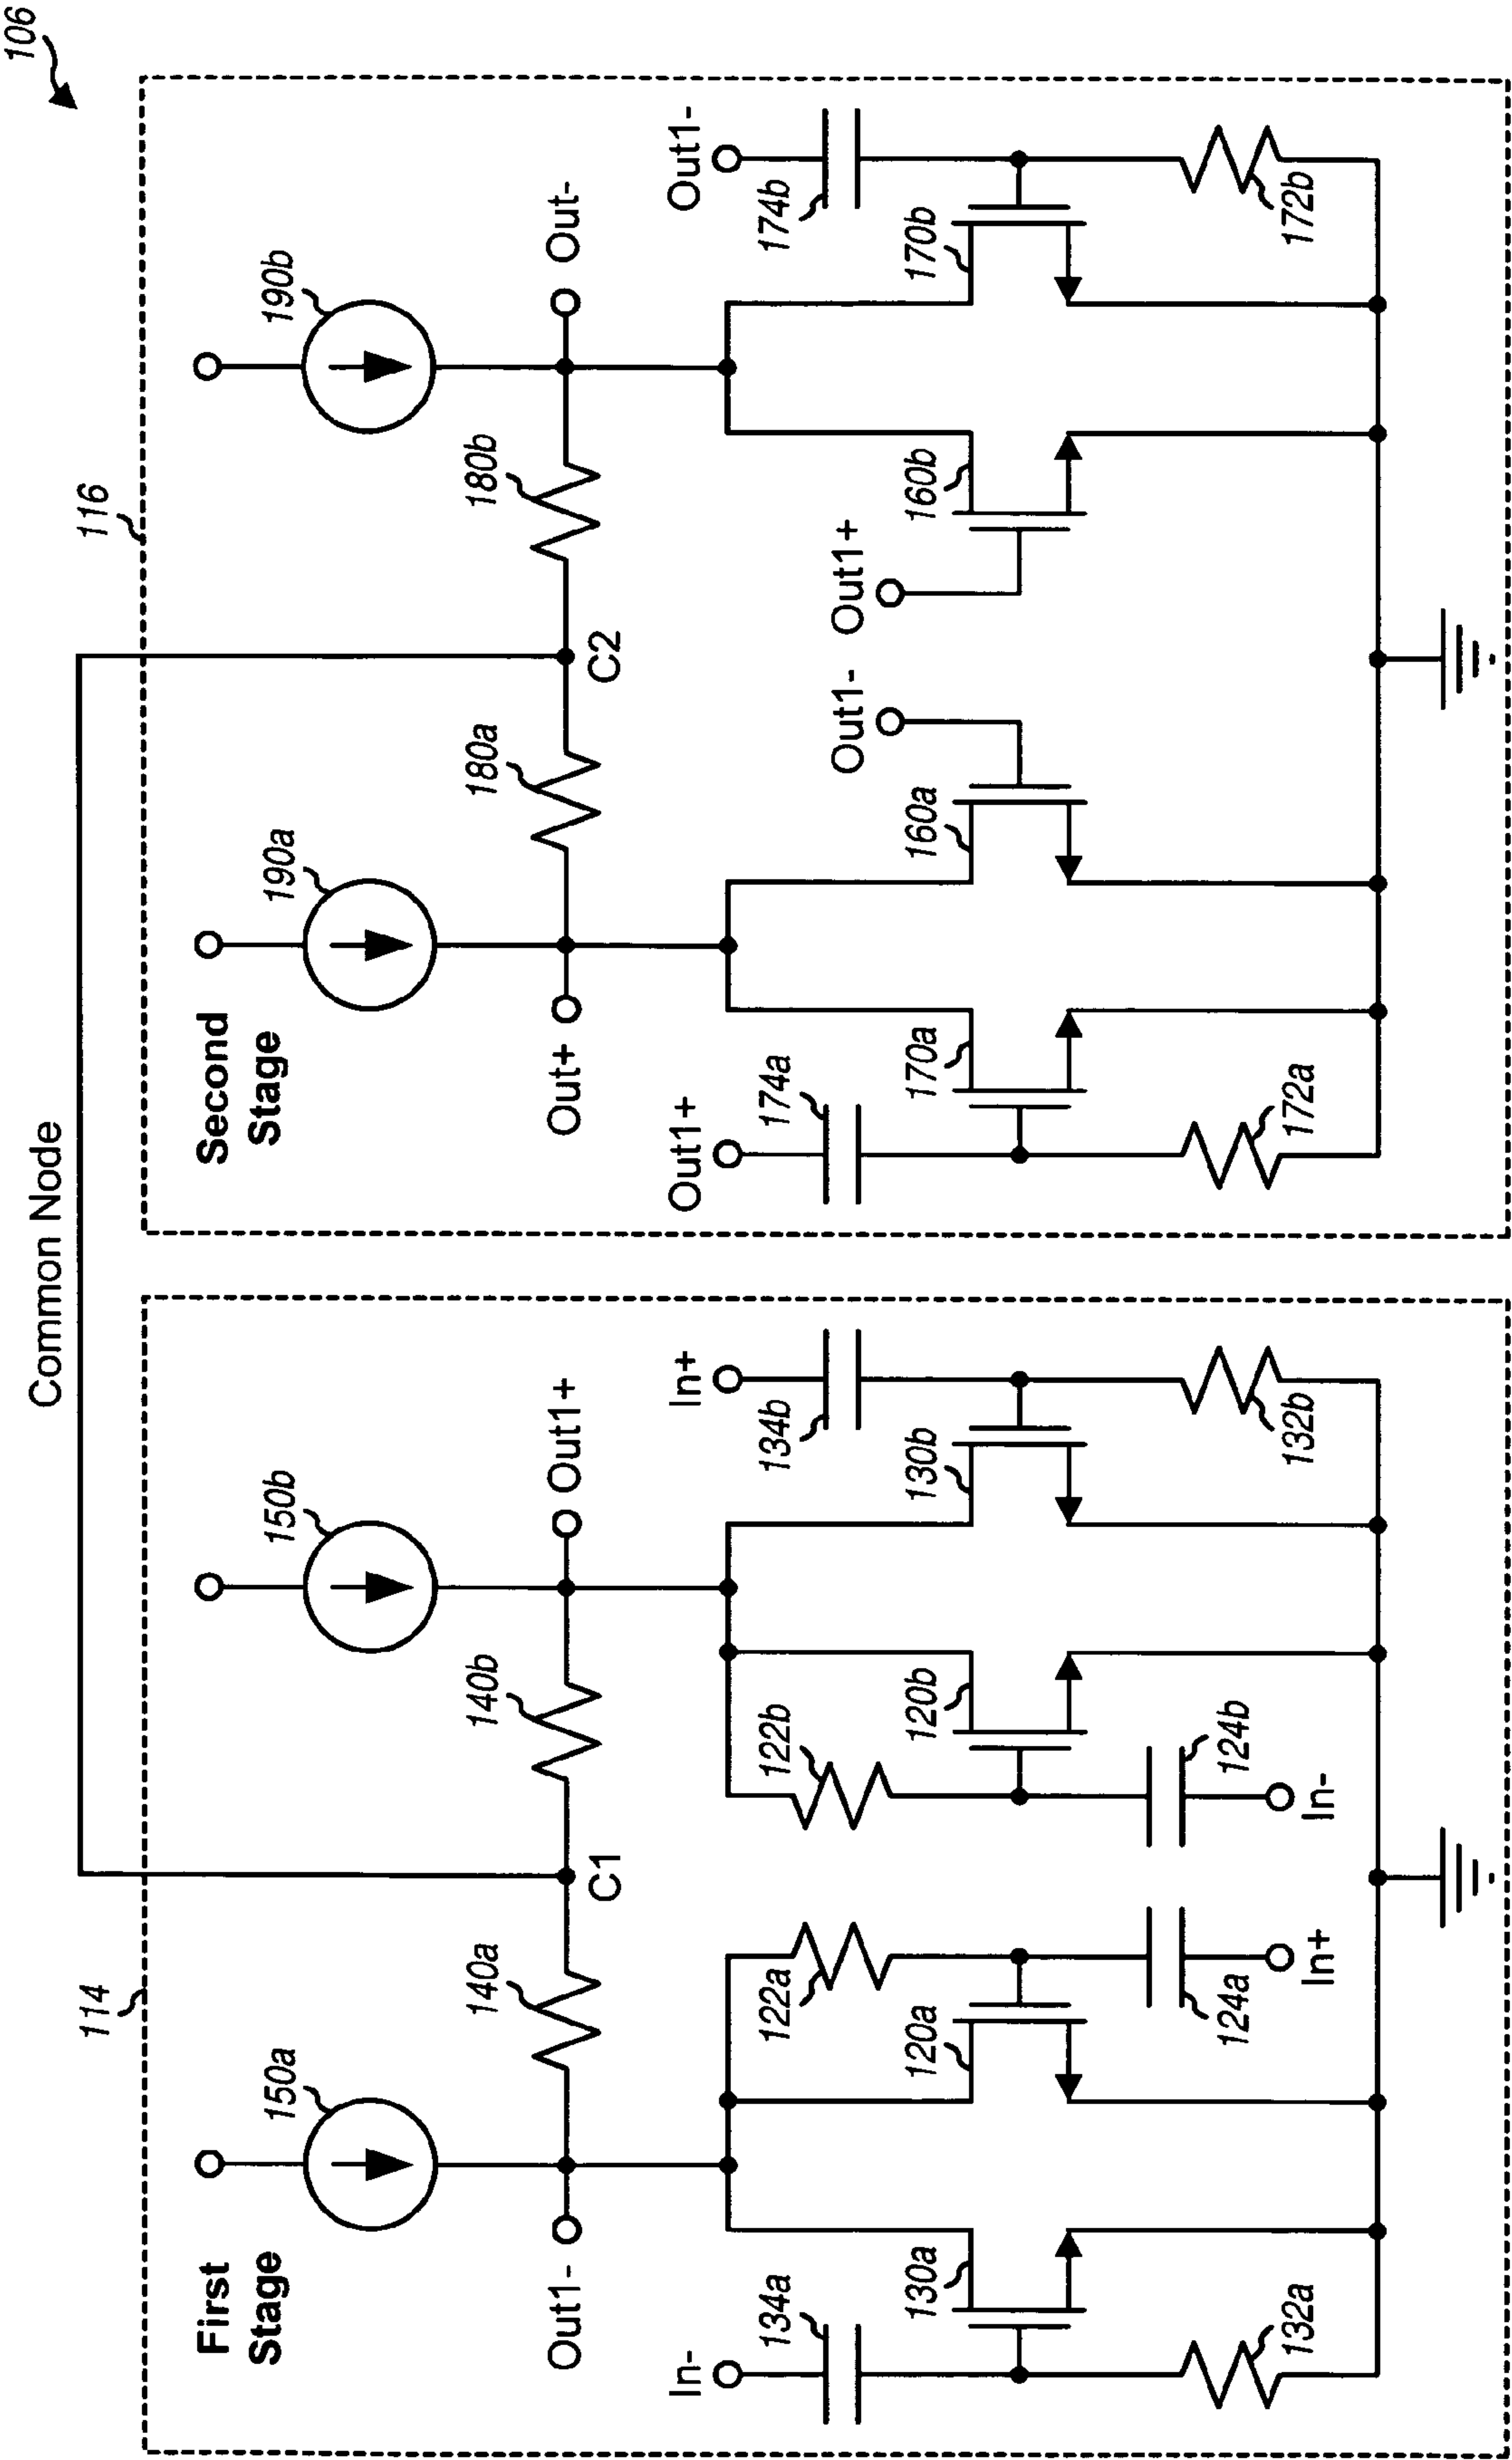 106
Common Node
114
First
Stage
150a
150b
140a
140b
Out1-
C1
Out1+
In-
134a
130a
132a
122a
120a
124a
In+
122b
120b
124b
In-
In+
134b
130b
132b
116
Second
Stage
190a
190b
180a
180b
Out+
C2
Out-
Out1+
174a
170a
172a
160a
Out1-
Out1+
160b
Out1-
174b
170b
172b